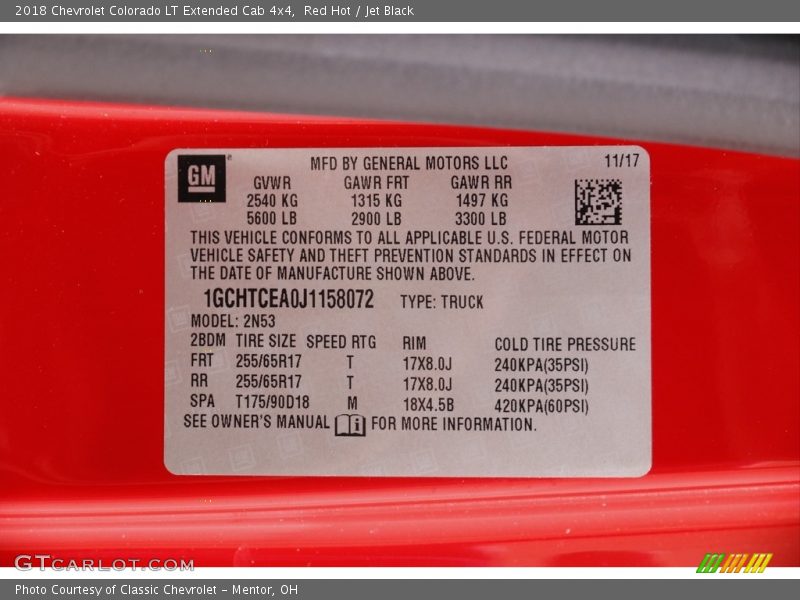 2018 Chevrolet Colorado LT Extended Cab 4x4,  Red Hot / Jet Black
GM
MFD BY GENERAL MOTORS LLC 11/17
GVWR GAWR FRT GAWR RR
2540 KG 1315 KG 1497 KG
5600 LB 2900 LB 3300 LB
THIS VEHICLE CONFORMS TO ALL APPLICABLE U.S. FEDERAL MOTOR
VEHICLE SAFETY AND THEFT PREVENTION STANDARDS IN EFFECT ON
THE DATE OF MANUFACTURE SHOWN ABOVE.
1GCHTCEA0J1158072 TYPE: TRUCK
MODEL: 2N53
2BDM TIRE SIZE SPEED RTG RIM COLD TIRE PRESSURE
FRT 255/65R17 T 17X8.0J 240KPA(35PSI)
RR 255/65R17 T 17X8.0J 240KPA(35PSI)
SPA T175/90D18 M 18X4.5B 420KPA(60PSI)
SEE OWNER'S MANUAL i FOR MORE INFORMATION.
GTCARLOT.COM
Photo Courtesy of Classic Chevrolet - Mentor, OH